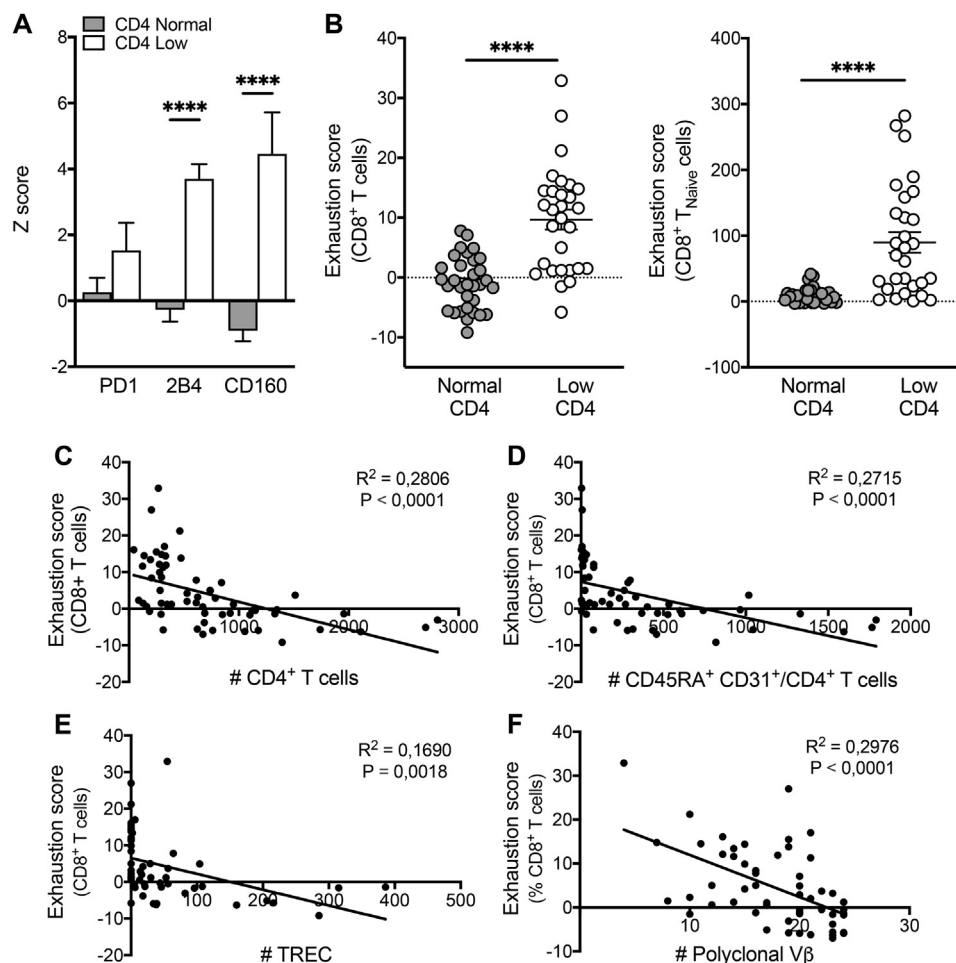 A
CD4 Normal
CD4 Low
Z score
8
6
4
2
0
-2
****
****
PD1
2B4
CD160
B
Exhaustion score
(CD8+ T cells)
40
30
20
10
0
-10
****
Normal
CD4
Low
CD4
Exhaustion score
(CD8+ TNaive cells)
400
300
200
100
0
-100
****
Normal
CD4
Low
CD4
C
Exhaustion score
(CD8+ T cells)
40
30
20
10
0
-10
-20
R2 = 0,2806
P < 0,0001
1000
2000
3000
# CD4+ T cells
D
Exhaustion score
(CD8+ T cells)
40
30
20
10
0
-10
-20
R2 = 0,2715
P < 0,0001
500
1000
1500
2000
# CD45RA+ CD31+/CD4+ T cells
E
Exhaustion score
(CD8+ T cells)
40
30
20
10
0
-10
-20
R2 = 0,1690
P = 0,0018
100
200
300
400
500
# TREC
F
Exhaustion score
(% CD8+ T cells)
40
30
20
10
0
-10
R2 = 0,2976
P < 0,0001
10
20
30
# Polyclonal Vβ